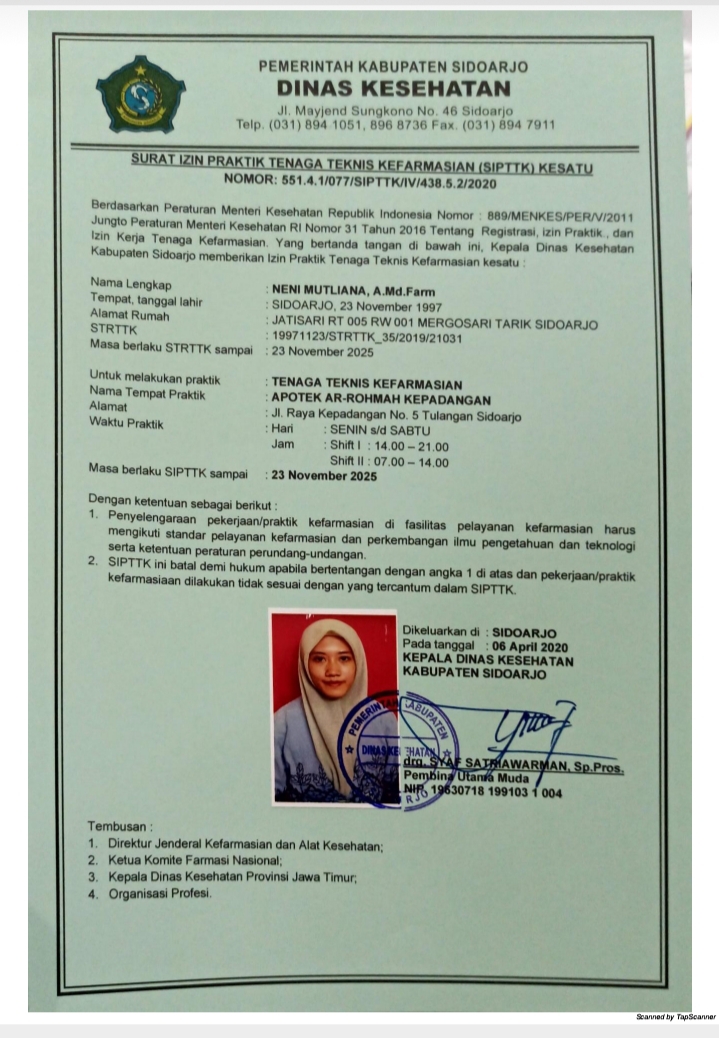 PEMERINTAH KABUPATEN SIDOARJO
DINAS KESEHATAN
Jl. Mayjend Sungkono No. 46 Sidoarjo
Telp. (031) 894 1051, 896 8736 Fax. (031) 894 7911
SURAT IZIN PRAKTIK TENAGA TEKNIS KEFARMASIAN (SIPTTK) KESATU
NOMOR: 551.4.1/077/SIPTTK/IV/438.5.2/2020
Berdasarkan Peraturan Menteri Kesehatan Republik Indonesia Nomor : 889/MENKES/PER/V/2011
Jungto Peraturan Menteri Kesehatan RI Nomor 31 Tahun 2016 Tentang Registrasi, izin Praktik , dan
Izin Kerja Tenaga Kefarmasian. Yang bertanda tangan di bawah ini, Kepala Dinas Kesehatan
Kabupaten Sidoarjo memberikan Izin Praktik Tenaga Teknis Kefarmasian kesatu :
Nama Lengkap : NENI MUTLIANA, A.Md.Farm
Tempat, tanggal lahir : SIDOARJO, 23 November 1997
Alamat Rumah : JATISARI RT 005 RW 001 MERGOSARI TARIK SIDOARJO
STRTTK : 19971123/STRTTK_35/2019/21031
Masa berlaku STRTTK sampai : 23 November 2025
Untuk melakukan praktik : TENAGA TEKNIS KEFARMASIAN
Nama Tempat Praktik : APOTEK AR-ROHMAH KEPADANGAN
Alamat : Jl. Raya Kepadangan No. 5 Tulangan Sidoarjo
Waktu Praktik : Hari : SENIN s/d SABTU
Jam : Shift I : 14.00 – 21.00
Shift II : 07.00 – 14.00
Masa berlaku SIPTTK sampai : 23 November 2025
Dengan ketentuan sebagai berikut :
1. Penyelengaraan pekerjaan/praktik kefarmasian di fasilitas pelayanan kefarmasian harus
mengikuti standar pelayanan kefarmasian dan perkembangan ilmu pengetahuan dan teknologi
serta ketentuan peraturan perundang-undangan.
2. SIPTTK ini batal demi hukum apabila bertentangan dengan angka 1 di atas dan pekerjaan/praktik
kefarmasiaan dilakukan tidak sesuai dengan yang tercantum dalam SIPTTK.
Dikeluarkan di : SIDOARJO
Pada tanggal : 06 April 2020
KEPALA DINAS KESEHATAN
KABUPATEN SIDOARJO
PEMERINTAH KABUPATEN
DINAS KESEHATAN
drg. SYAF SATRIAWARMAN, Sp.Pros.
Pembina Utama Muda
NIP. 19630718 199103 1 004
Tembusan :
1. Direktur Jenderal Kefarmasian dan Alat Kesehatan;
2. Ketua Komite Farmasi Nasional;
3. Kepala Dinas Kesehatan Provinsi Jawa Timur;
4. Organisasi Profesi.
Scanned by TapScanner